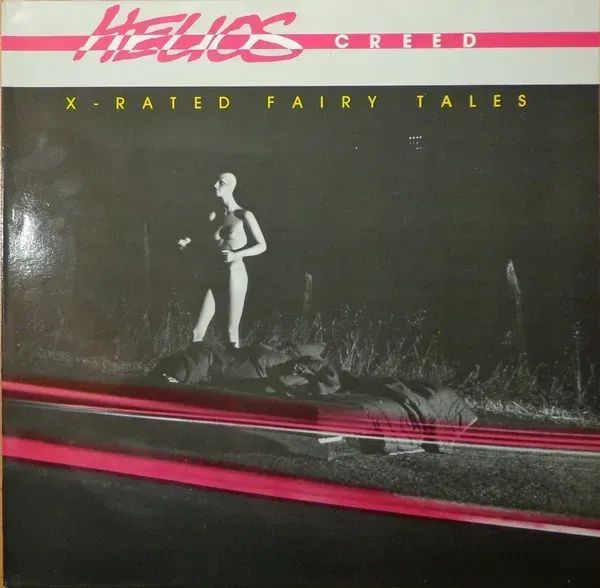 HELIOS CREED
X-RATED FAIRY TALES